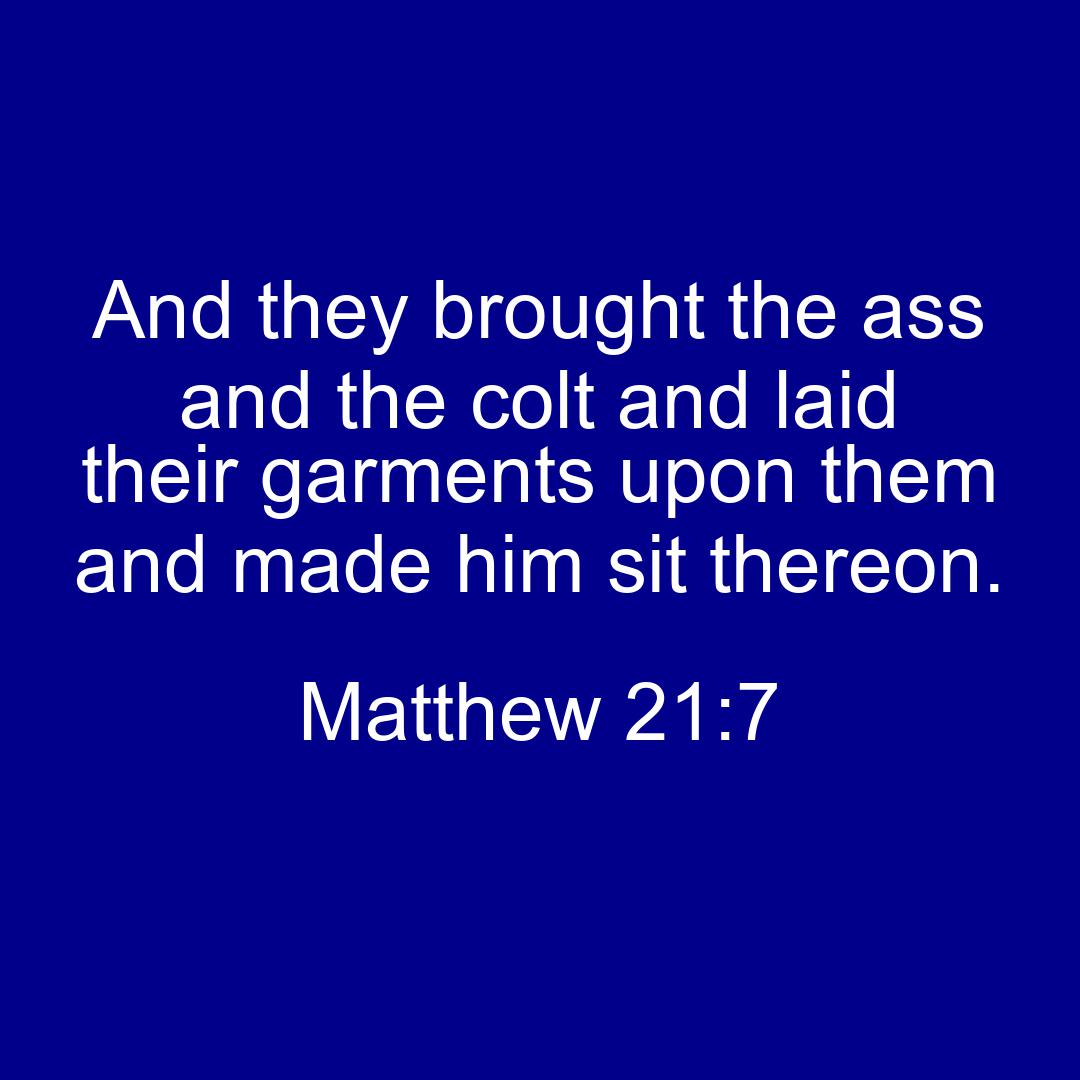 And they brought the ass
and the colt and laid
their garments upon them
and made him sit thereon.
Matthew 21:7